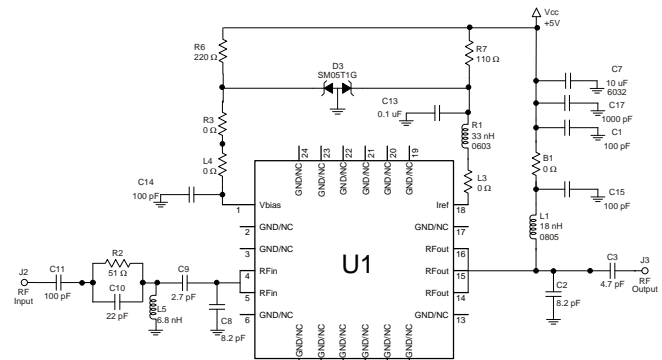 Vcc
+5V
R6
220 Ω
R7
110 Ω
D3
SM05T1G
C7
10 uF
6032
C13
0.1 uF
C17
1000 pF
R3
0 Ω
R1
33 nH
0603
C1
100 pF
L4
0 Ω
B1
0 Ω
C14
100 pF
L3
0 Ω
C15
100 pF
L1
18 nH
0805
24
23
22
21
20
19
GND/NC
GND/NC
GND/NC
GND/NC
GND/NC
GND/NC
1
Vbias
Iref
18
2
GND/NC
GND/NC
17
3
GND/NC
RFout
16
4
RFin
RFout
15
5
RFin
RFout
14
6
GND/NC
GND/NC
13
U1
GND/NC
GND/NC
GND/NC
GND/NC
GND/NC
GND/NC
J2
RF
Input
C11
100 pF
R2
51 Ω
C10
22 pF
L5
6.8 nH
C9
2.7 pF
C8
8.2 pF
C2
8.2 pF
C3
4.7 pF
J3
RF
Output